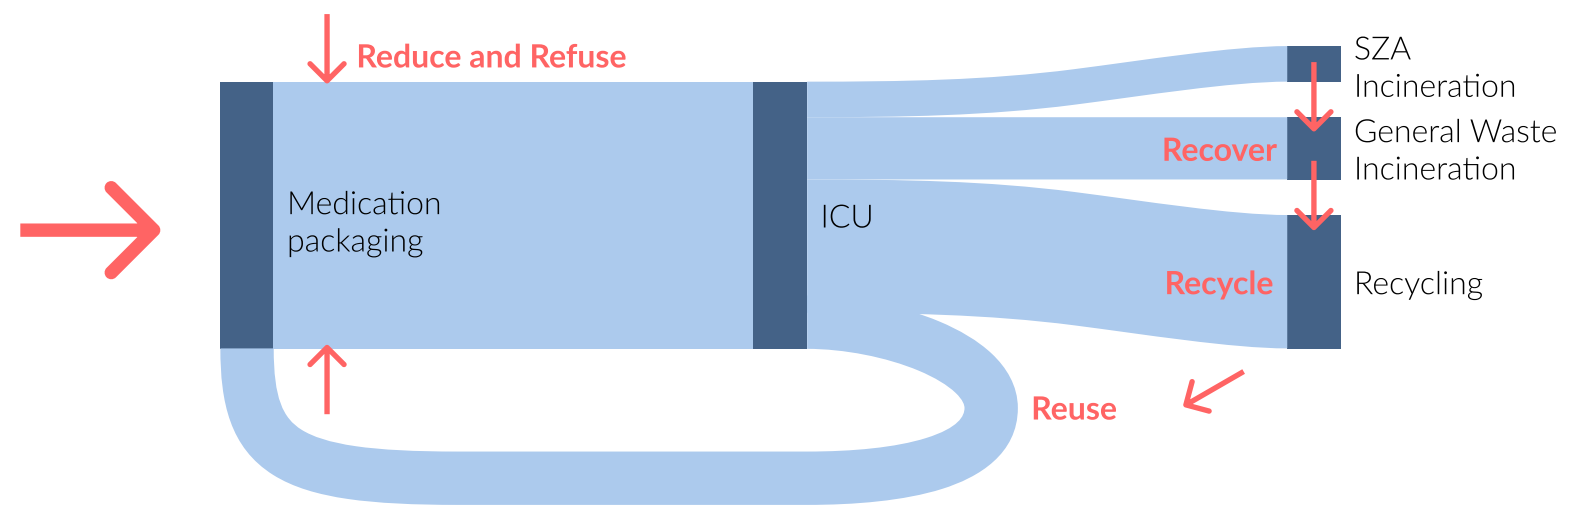 Reduce and Refuse
Medication
packaging
ICU
SZA
Incineration
General Waste
Incineration
Recover
Recycle
Recycling
Reuse